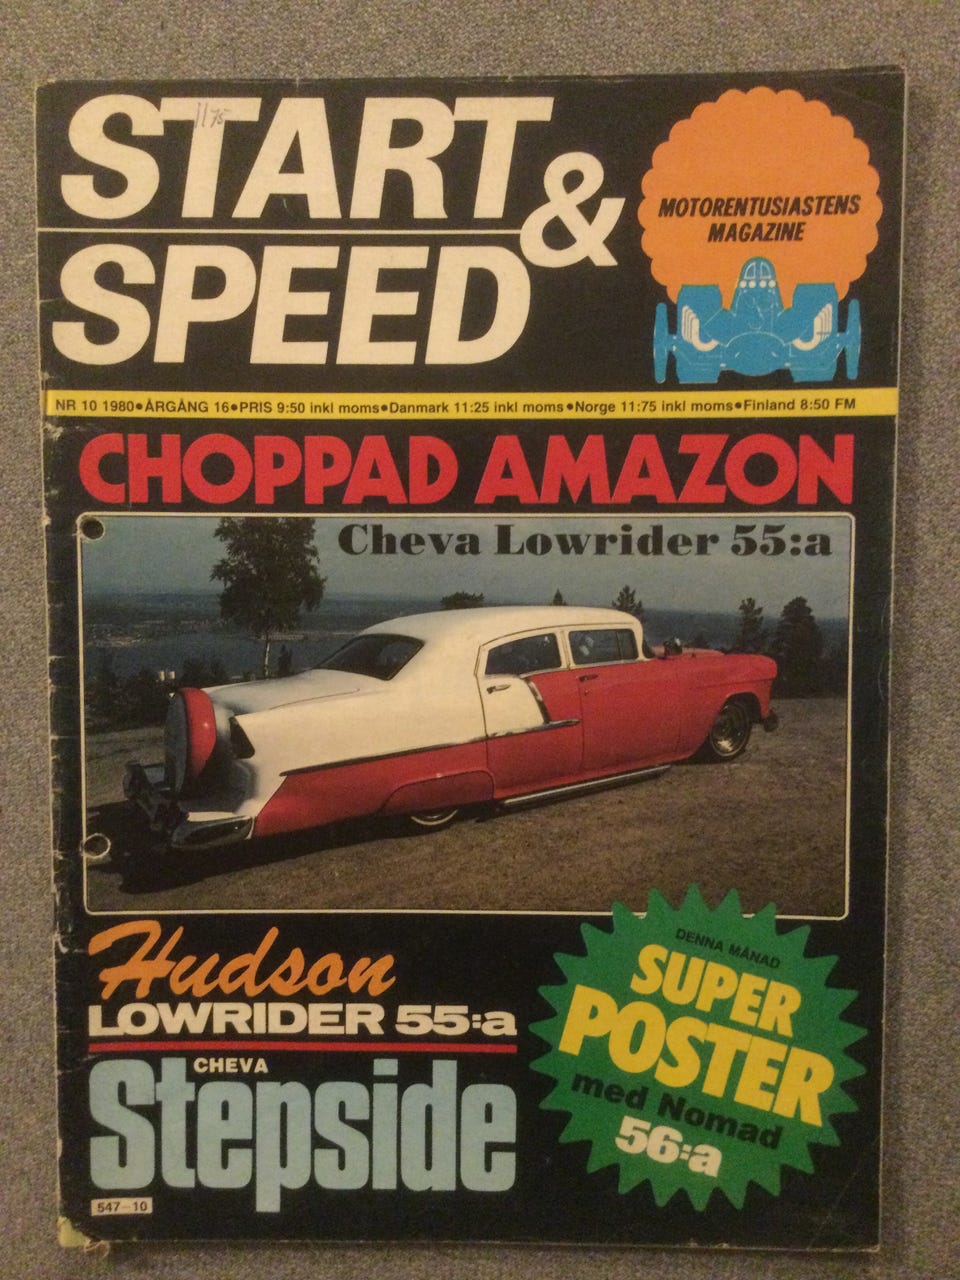 START
&
SPEED
1175
MOTORENTUSIASTENS
MAGAZINE
NR 10 1980●ÅRGÅNG 16●PRIS 9:50 inkl moms●Danmark 11:25 inkl moms●Norge 11:75 inkl moms●Finland 8:50 FM
CHOPPAD AMAZON
Cheva Lowrider 55:a
Hudson
LOWRIDER 55:a
CHEVA
Stepside
DENNA MÅNAD
SUPER
POSTER
med Nomad
56:a
547-10